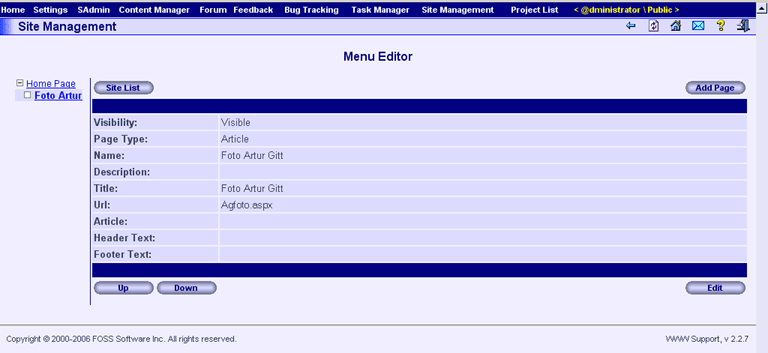 Home Settings SAdmin Content Manager Forum Feedback Bug Tracking Task Manager Site Management Project List < @dministrator \ Public >
Site Management
Menu Editor
Home Page
Foto Artur
Site List Add Page
Visibility: Visible
Page Type: Article
Name: Foto Artur Gitt
Description:
Title: Foto Artur Gitt
Url: Agfoto.aspx
Article:
Header Text:
Footer Text:
Up Down Edit
Copyright © 2000-2006 FOSS Software Inc. All rights reserved. WWW Support, v 2.2.7